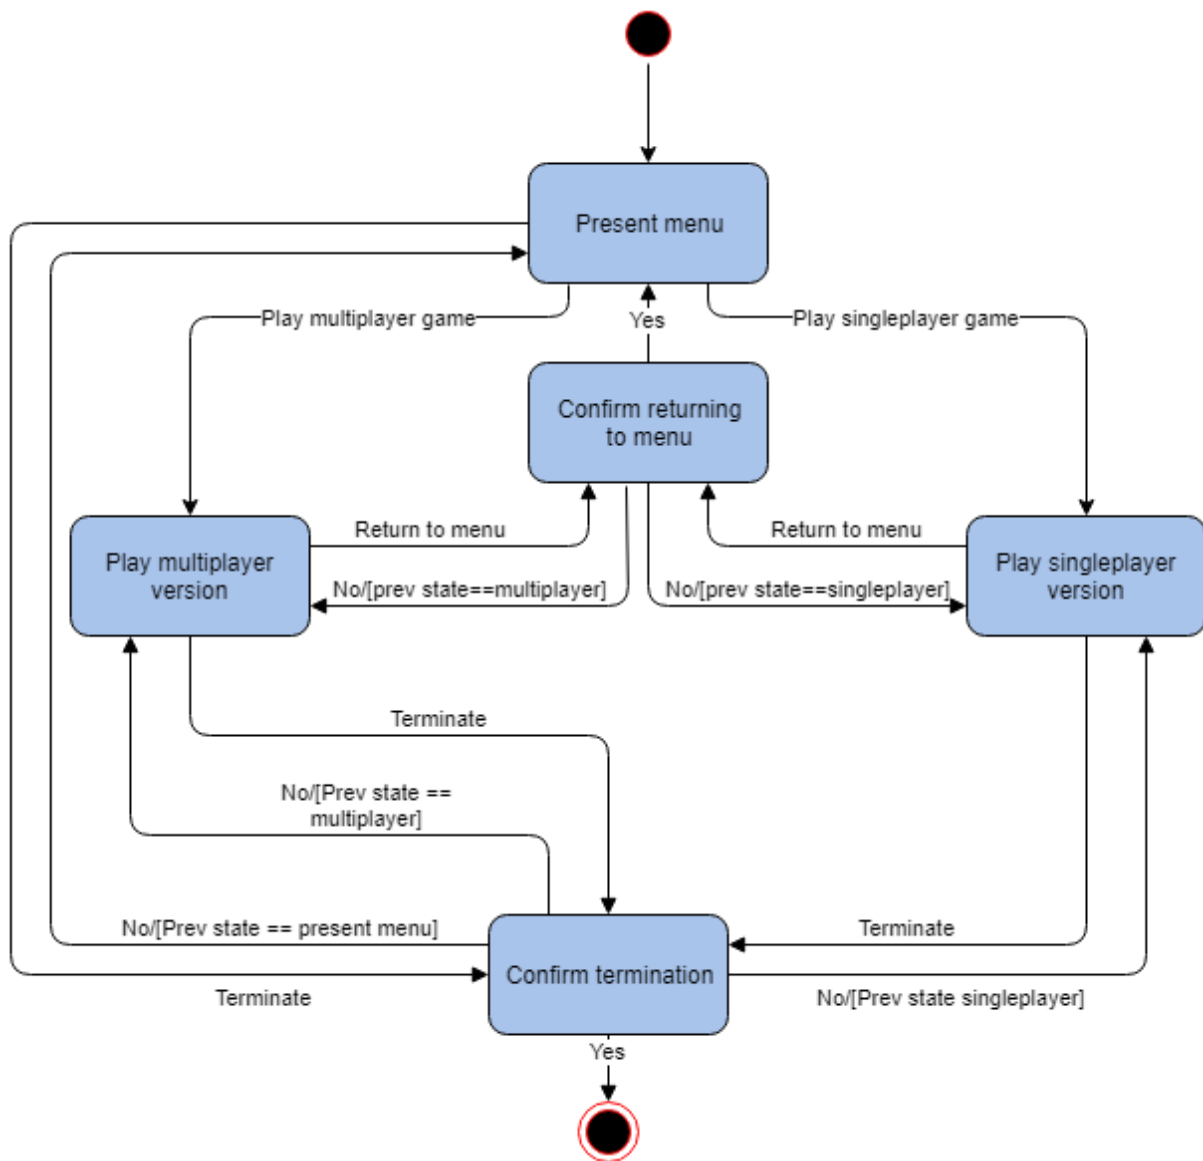 Present menu
Play multiplayer game
Yes
Play singleplayer game
Confirm returning
to menu
Return to menu
Return to menu
Play multiplayer
version
Play singleplayer
version
No/[prev state==multiplayer]
No/[prev state==singleplayer]
Terminate
No/[Prev state ==
multiplayer]
No/[Prev state == present menu]
Terminate
Confirm termination
Terminate
No/[Prev state singleplayer]
Yes